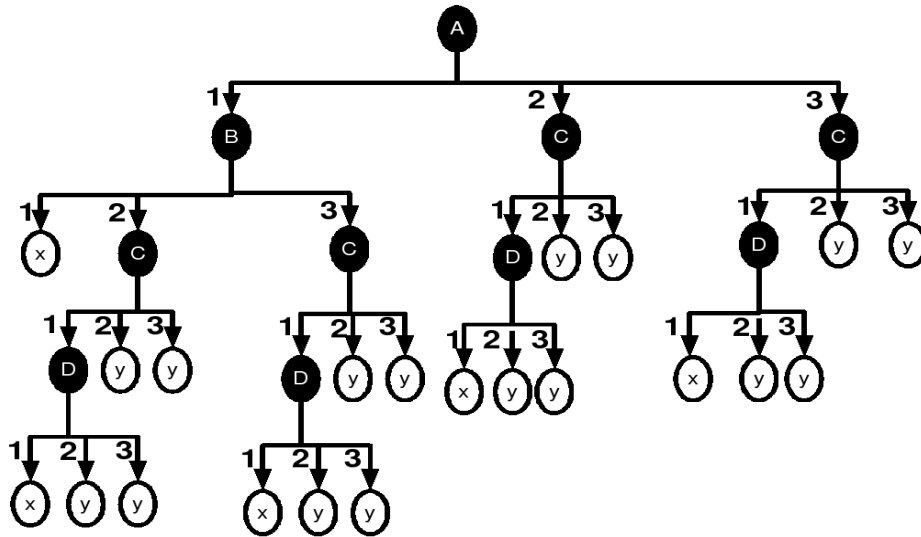 A
1 2 3
B C C
1 2 3 1 2 3 1 2 3
x C C D y y D y y
1 2 3 1 2 3 1 2 3 1 2 3
D y y D y y x y y x y y
1 2 3 1 2 3
x y y x y y